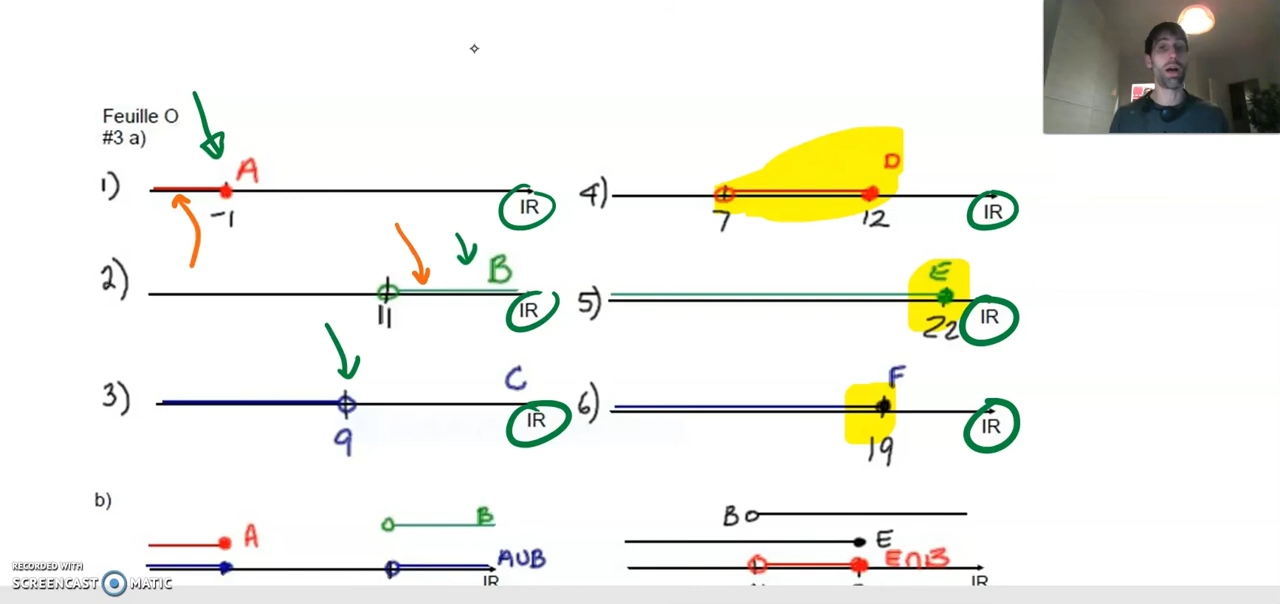 Feuille O
#3 a)
1)
A
-1
IR
2)
B
11
IR
3)
C
9
IR
4)
D
7
12
IR
5)
E
22
IR
6)
F
19
IR
b)
A
B
AUB
IR
B
E
E∩B
IR
RECORDED WITH
SCREENCAST MATIC